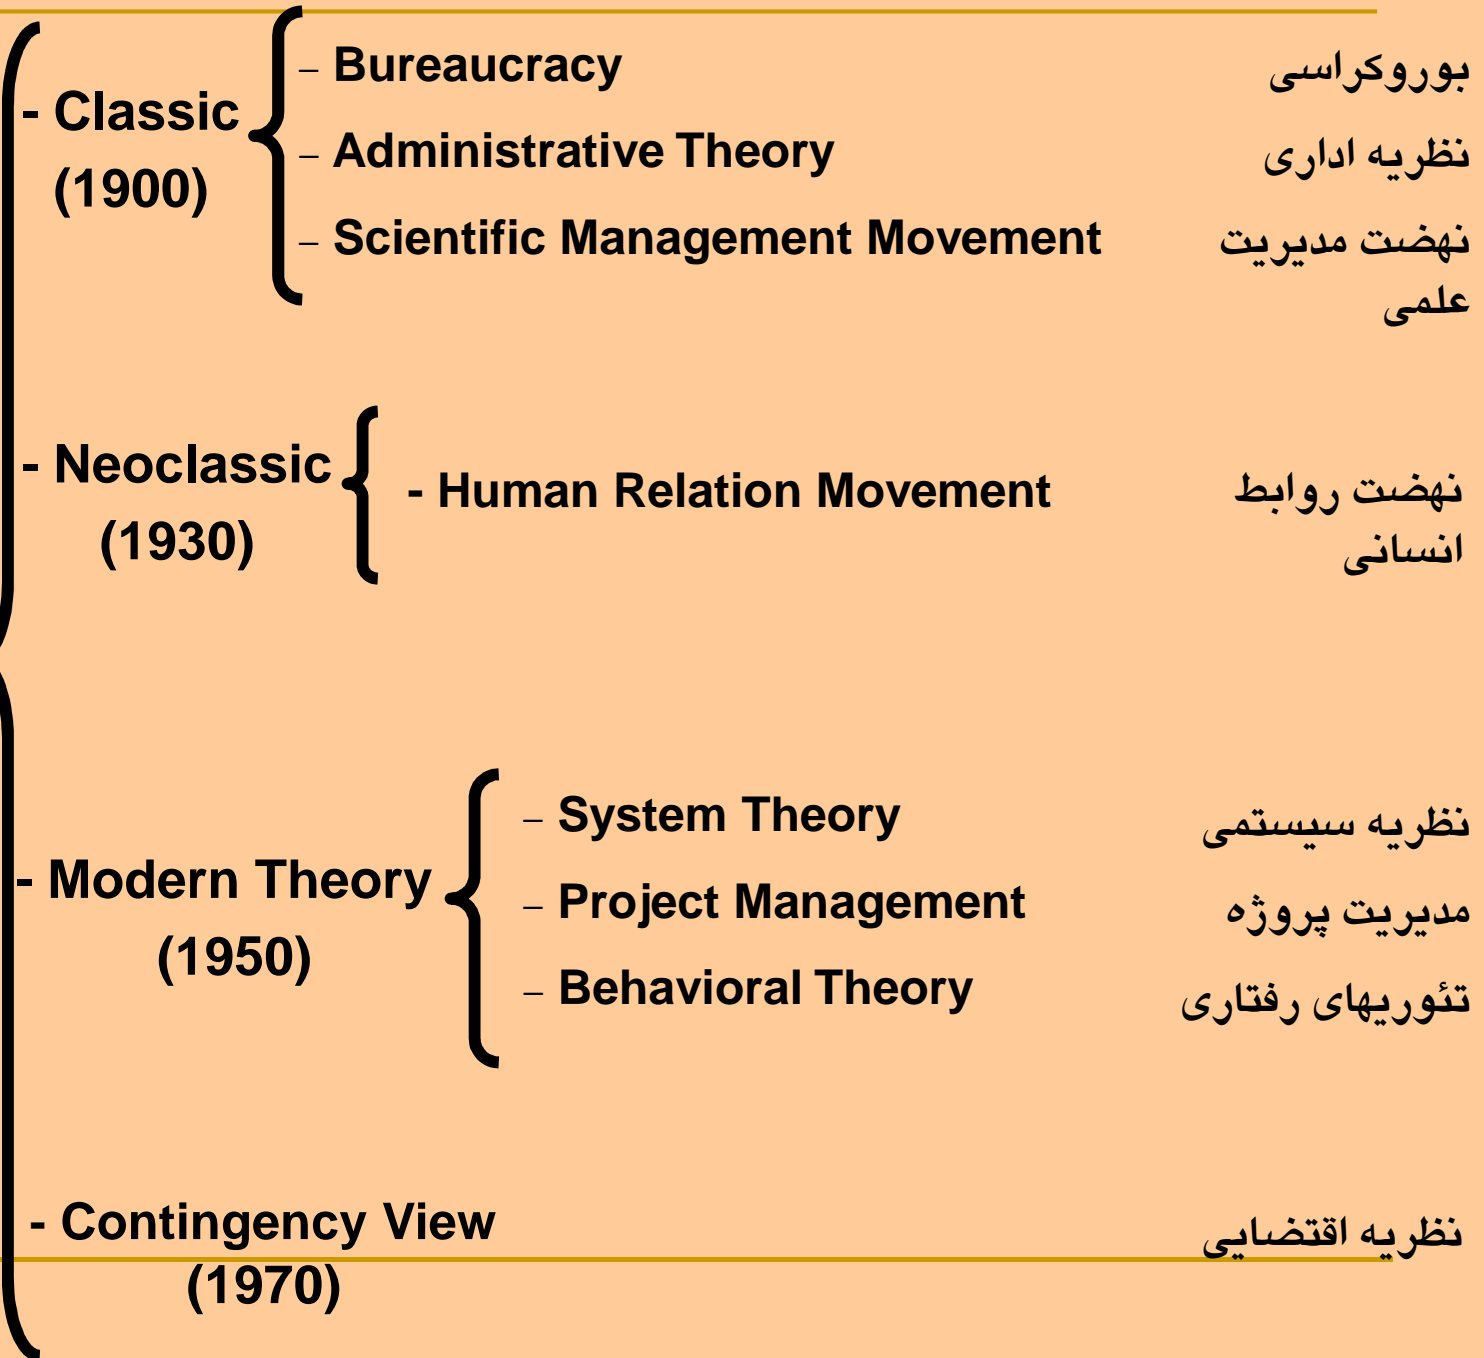 – Bureaucracy بوروکراسی
- Classic
– Administrative Theory نظریه اداری
(1900)
– Scientific Management Movement نهضت مدیریت
علمی
- Neoclassic
- Human Relation Movement نهضت روابط
(1930)
انسانی
– System Theory نظریه سیستمی
- Modern Theory
– Project Management مدیریت پروژه
(1950)
– Behavioral Theory تئوریهای رفتاری
- Contingency View نظریه اقتضایی
(1970)